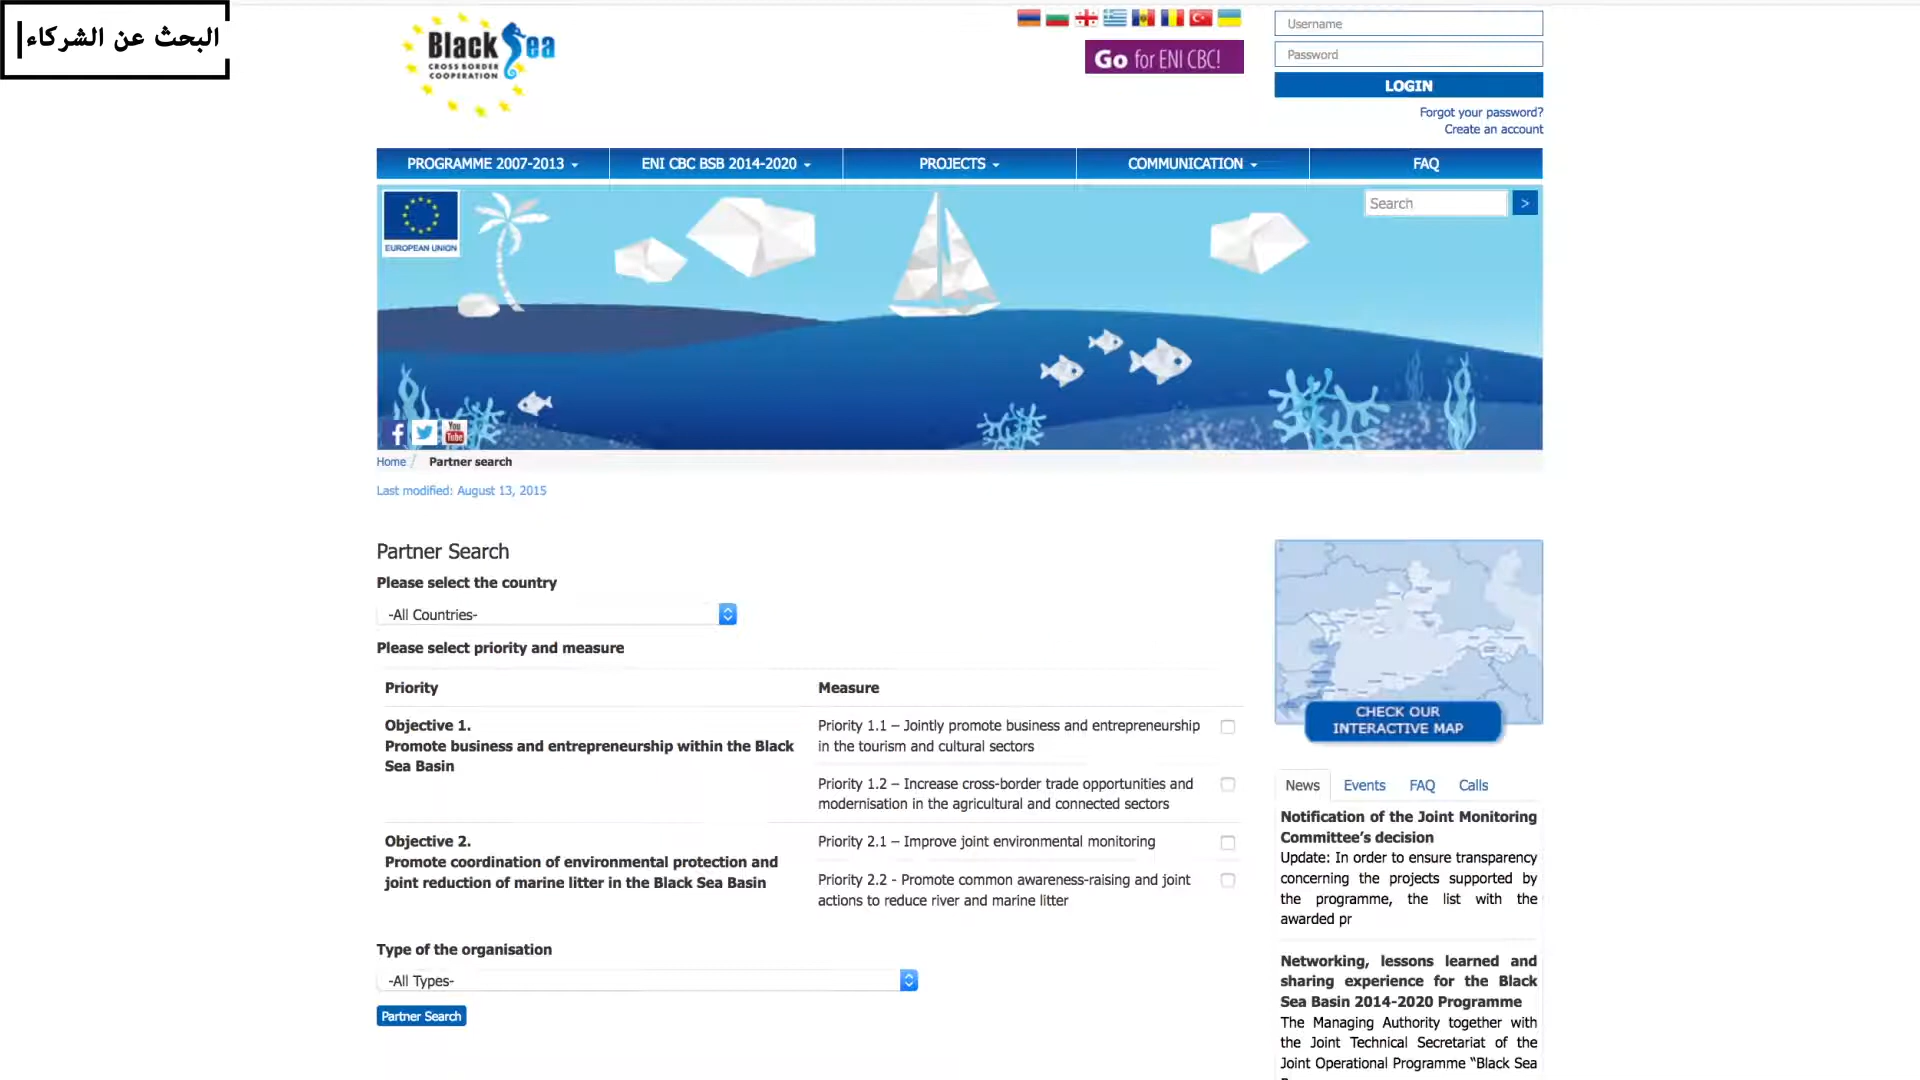 البحث عن الشركاء
Black Sea
CROSS BORDER
COOPERATION
Go for ENI CBC!
Username
Password
LOGIN
Forgot your password?
Create an account
PROGRAMME 2007-2013
ENI CBC BSB 2014-2020
PROJECTS
COMMUNICATION
FAQ
EUROPEAN UNION
Search
>
You
Tube
Home / Partner search
Last modified: August 13, 2015
Partner Search
Please select the country
-All Countries-
Please select priority and measure
Priority
Measure
Objective 1.
Promote business and entrepreneurship within the Black
Sea Basin
Priority 1.1 – Jointly promote business and entrepreneurship
in the tourism and cultural sectors
Priority 1.2 – Increase cross-border trade opportunities and
modernisation in the agricultural and connected sectors
Objective 2.
Promote coordination of environmental protection and
joint reduction of marine litter in the Black Sea Basin
Priority 2.1 – Improve joint environmental monitoring
Priority 2.2 - Promote common awareness-raising and joint
actions to reduce river and marine litter
Type of the organisation
-All Types-
Partner Search
CHECK OUR
INTERACTIVE MAP
News
Events
FAQ
Calls
Notification of the Joint Monitoring
Committee’s decision
Update: In order to ensure transparency
concerning the projects supported by
the programme, the list with the
awarded pr
Networking, lessons learned and
sharing experience for the Black
Sea Basin 2014-2020 Programme
The Managing Authority together with
the Joint Technical Secretariat of the
Joint Operational Programme “Black Sea